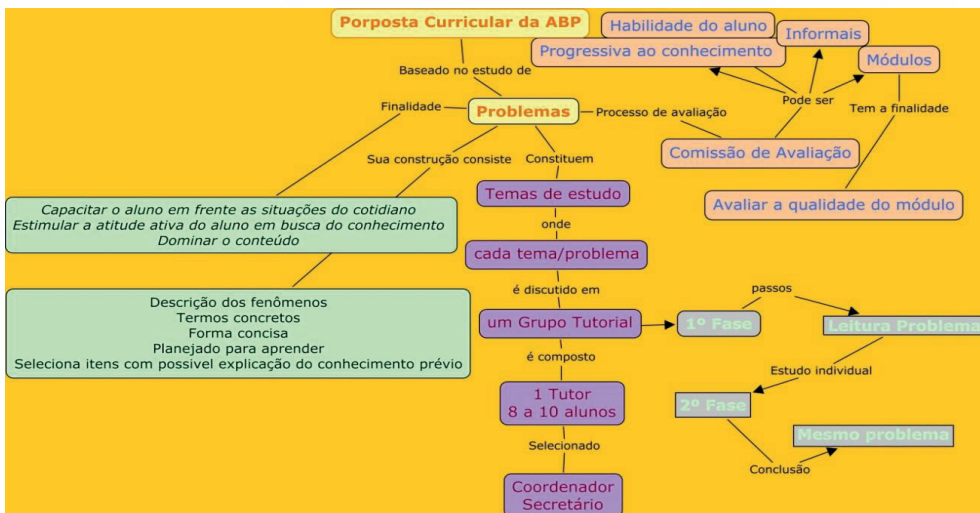 Porposta Curricular da ABP
Baseado no estudo de
Problemas
Finalidade
Capacitar o aluno em frente as situações do cotidiano
Estimular a atitude ativa do aluno em busca do conhecimento
Dominar o conteúdo
Sua construção consiste
Descrição dos fenômenos
Termos concretos
Forma concisa
Planejado para aprender
Seleciona itens com possivel explicação do conhecimento prévio
Constituem
Temas de estudo
onde
cada tema/problema
é discutido em
um Grupo Tutorial
é composto
1 Tutor
8 a 10 alunos
Selecionado
Coordenador
Secretário
Processo de avaliação
Comissão de Avaliação
Pode ser
Habilidade do aluno
Progressiva ao conhecimento
Informais
Módulos
Tem a finalidade
Avaliar a qualidade do módulo
1º Fase
passos
Leitura Problema
Estudo individual
2º Fase
Conclusão
Mesmo problema